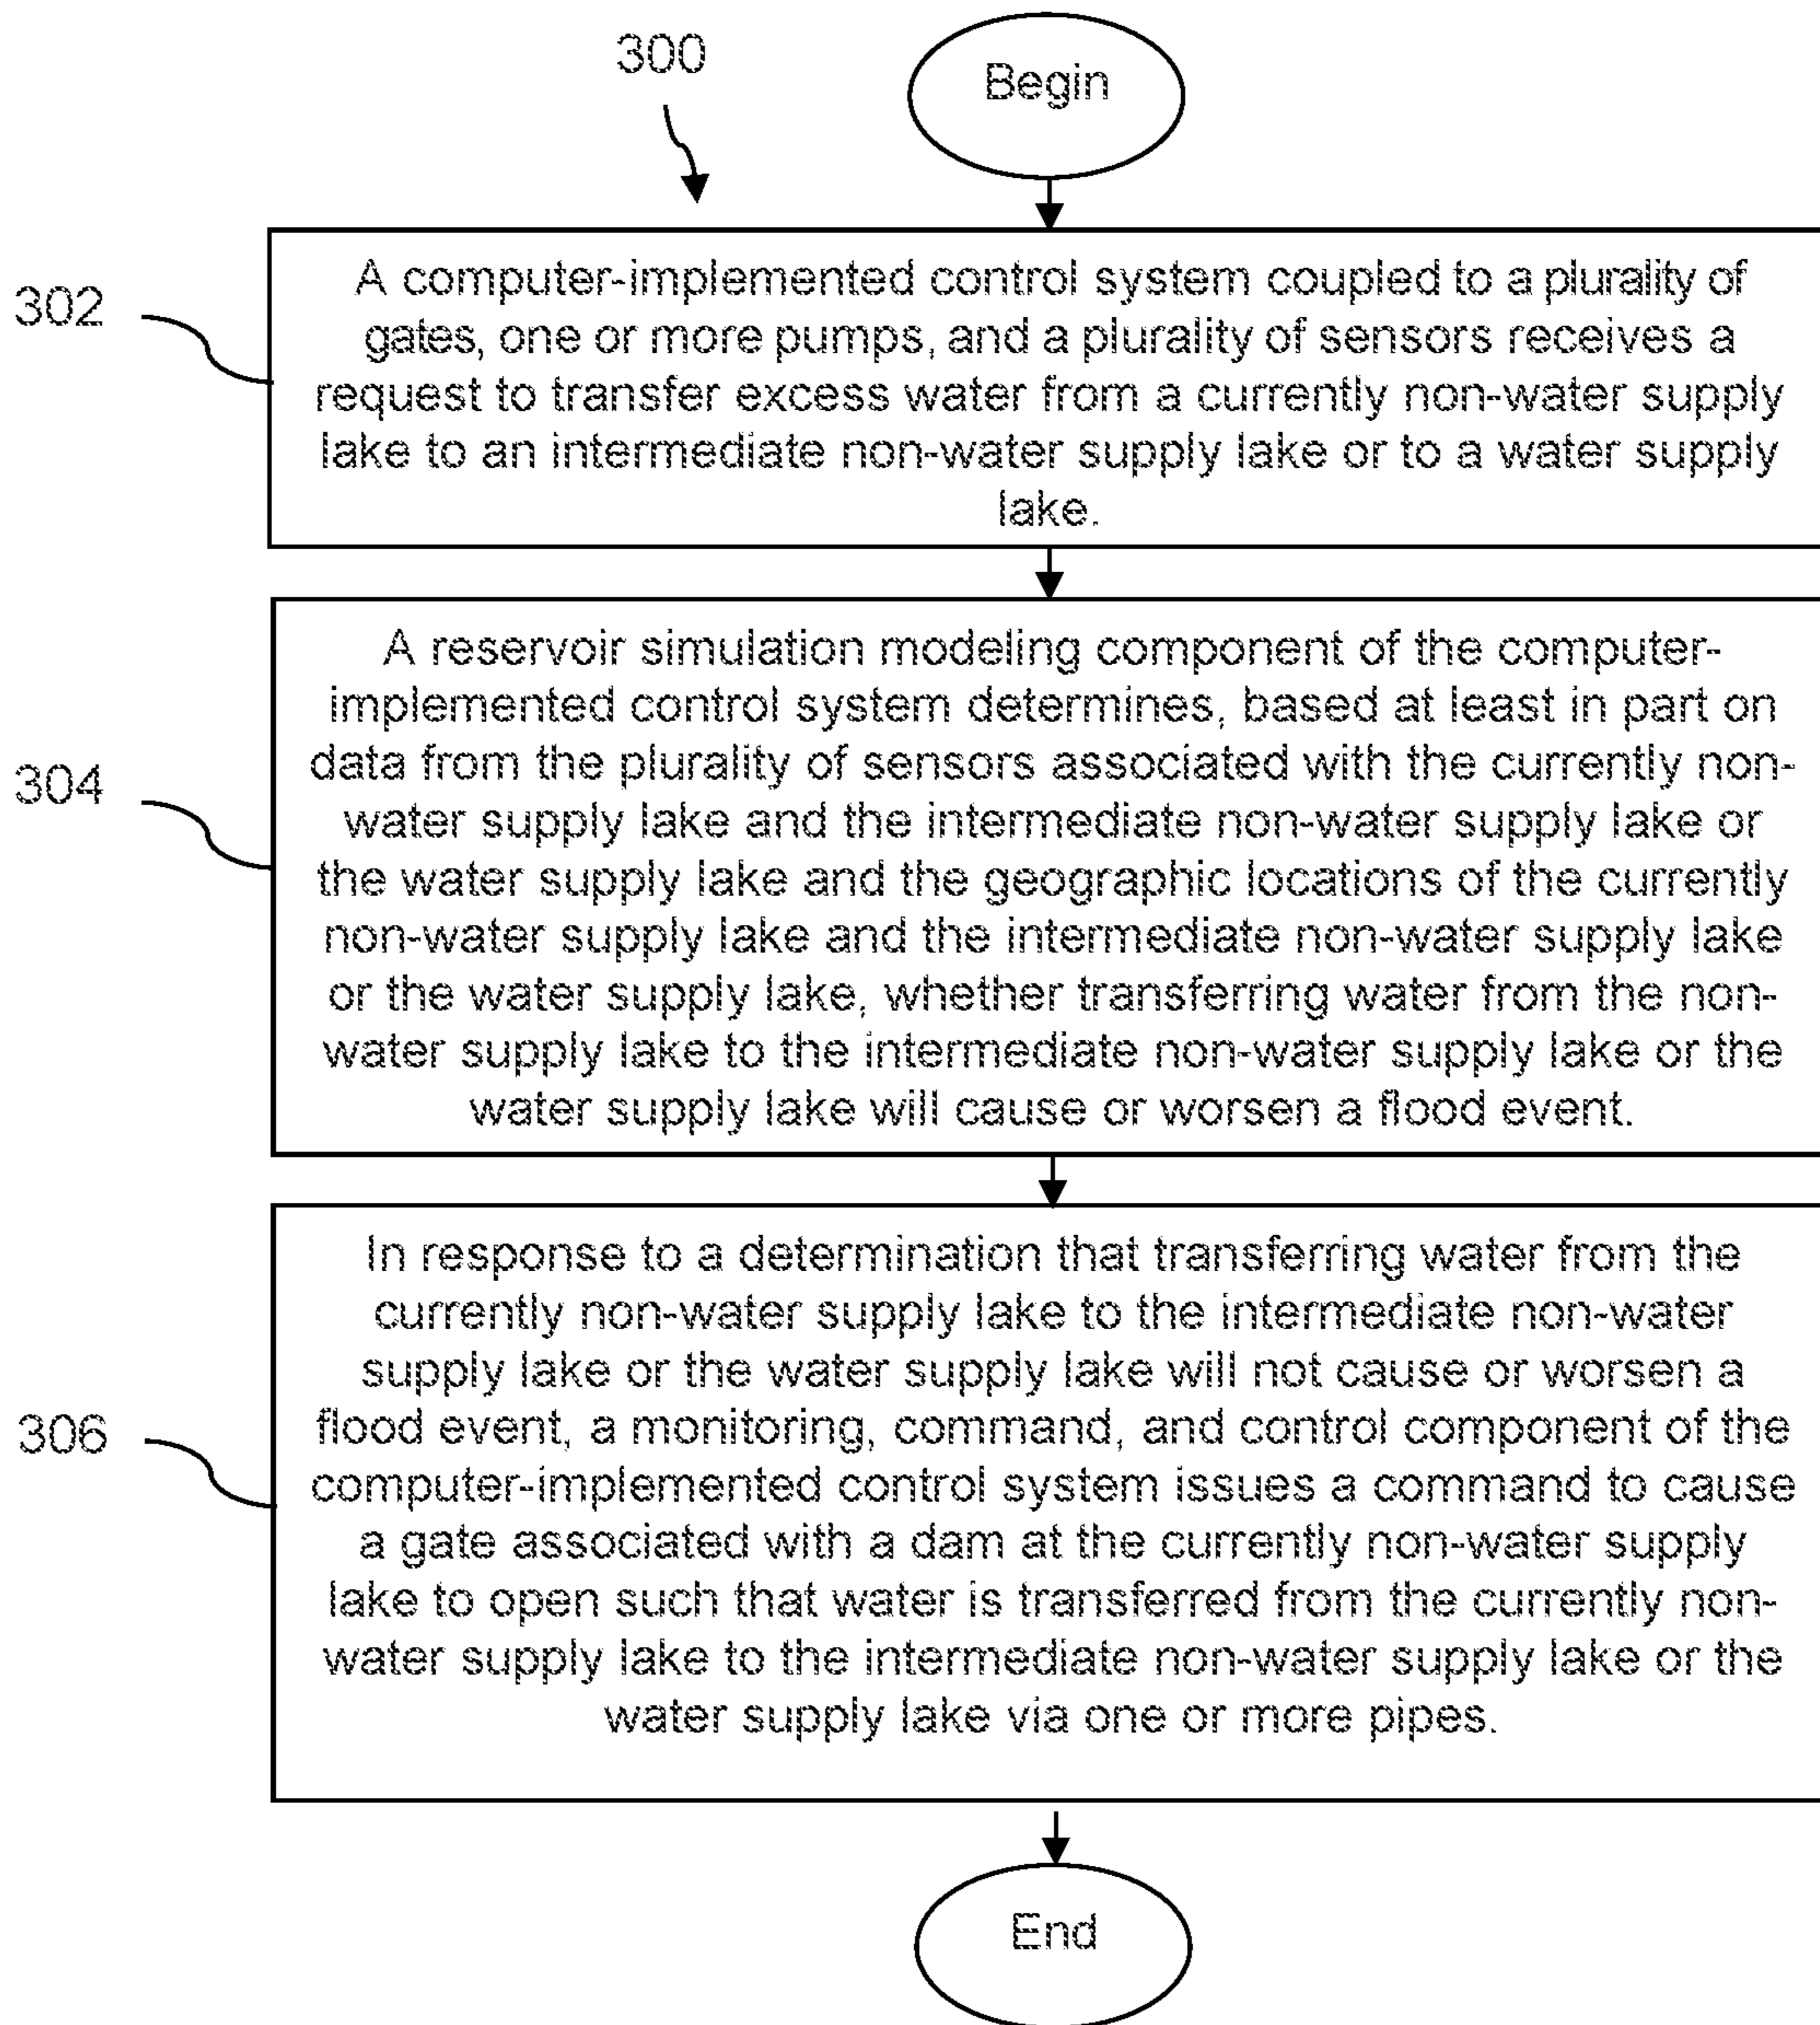 300
Begin
302
A computer-implemented control system coupled to a plurality of
gates, one or more pumps, and a plurality of sensors receives a
request to transfer excess water from a currently non-water supply
lake to an intermediate non-water supply lake or to a water supply
lake.
304
A reservoir simulation modeling component of the computer-
implemented control system determines, based at least in part on
data from the plurality of sensors associated with the currently non-
water supply lake and the intermediate non-water supply lake or
the water supply lake and the geographic locations of the currently
non-water supply lake and the intermediate non-water supply lake
or the water supply lake, whether transferring water from the non-
water supply lake to the intermediate non-water supply lake or the
water supply lake will cause or worsen a flood event.
306
In response to a determination that transferring water from the
currently non-water supply lake to the intermediate non-water
supply lake or the water supply lake will not cause or worsen a
flood event, a monitoring, command, and control component of the
computer-implemented control system issues a command to cause
a gate associated with a dam at the currently non-water supply
lake to open such that water is transferred from the currently non-
water supply lake to the intermediate non-water supply lake or the
water supply lake via one or more pipes.
End